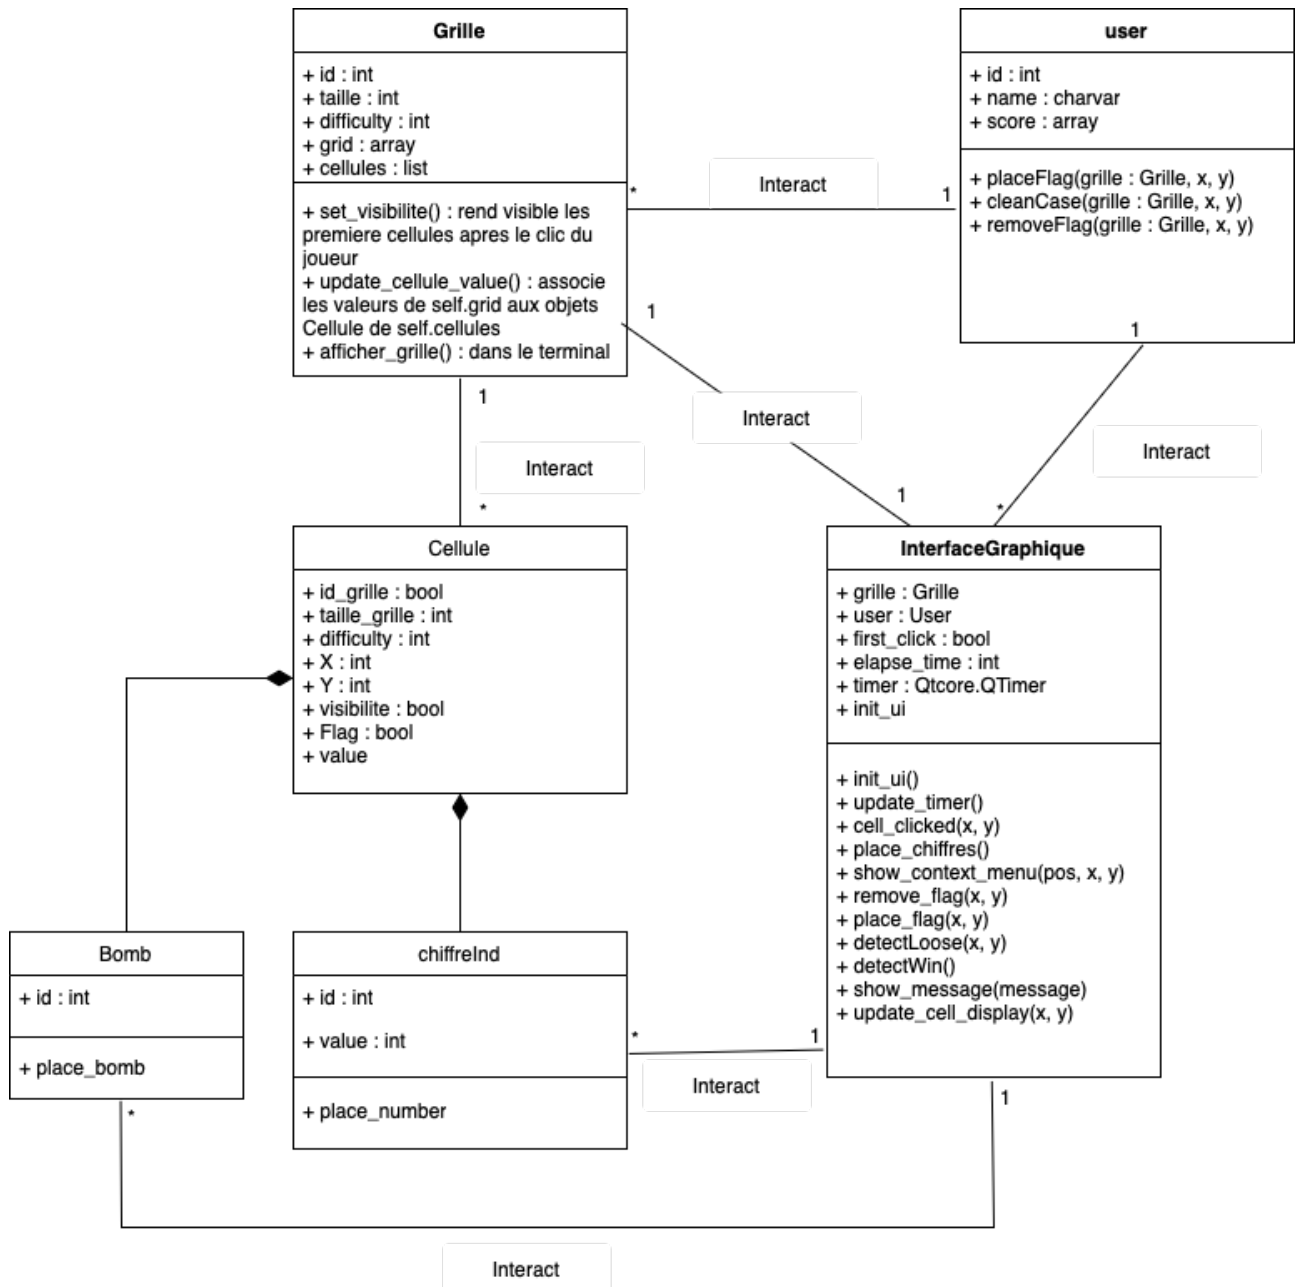 Grille
+ id : int
+ taille : int
+ difficulty : int
+ grid : array
+ cellules : list
+ set_visibilite() : rend visible les
premiere cellules apres le clic du
joueur
+ update_cellule_value() : associe
les valeurs de self.grid aux objets
Cellule de self.cellules
+ afficher_grille() : dans le terminal
user
+ id : int
+ name : charvar
+ score : array
+ placeFlag(grille : Grille, x, y)
+ cleanCase(grille : Grille, x, y)
+ removeFlag(grille : Grille, x, y)
*
Interact
1
1
Interact
1
1
Interact
*
1
Interact
*
Cellule
+ id_grille : bool
+ taille_grille : int
+ difficulty : int
+ X : int
+ Y : int
+ visibilite : bool
+ Flag : bool
+ value
InterfaceGraphique
+ grille : Grille
+ user : User
+ first_click : bool
+ elapse_time : int
+ timer : Qtcore.QTimer
+ init_ui
+ init_ui()
+ update_timer()
+ cell_clicked(x, y)
+ place_chiffres()
+ show_context_menu(pos, x, y)
+ remove_flag(x, y)
+ place_flag(x, y)
+ detectLoose(x, y)
+ detectWin()
+ show_message(message)
+ update_cell_display(x, y)
Bomb
+ id : int
+ place_bomb
chiffreInd
+ id : int
+ value : int
+ place_number
*
1
Interact
*
1
Interact